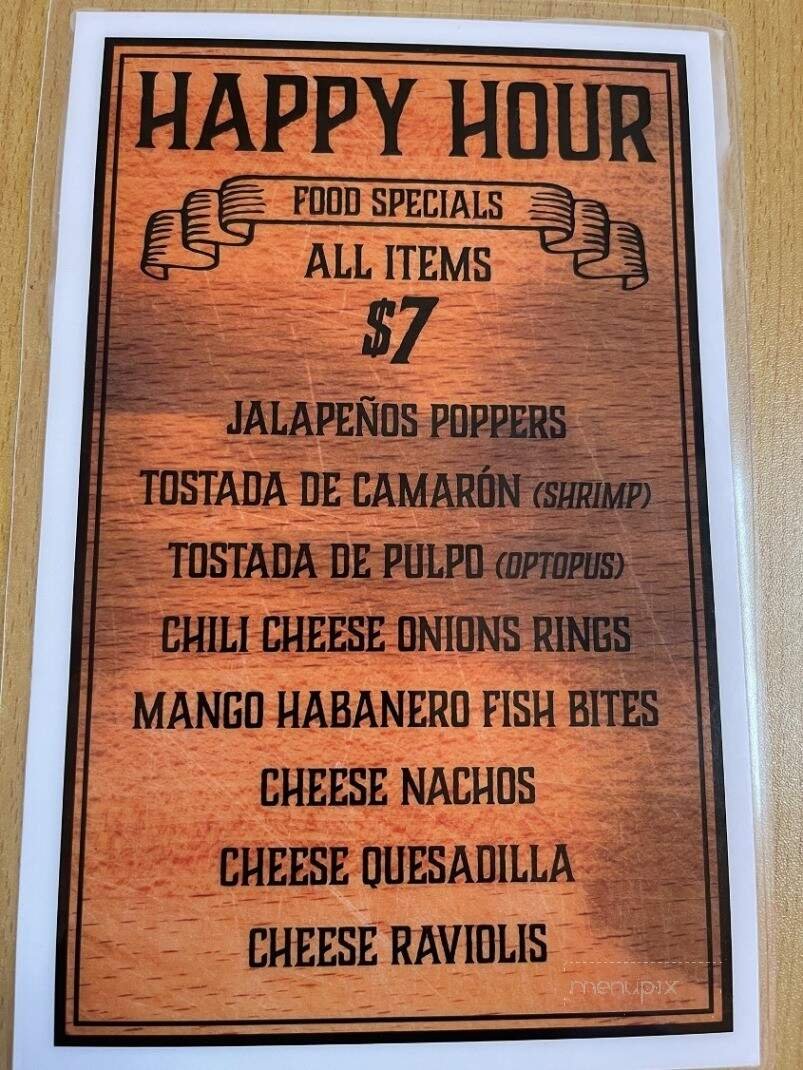 HAPPY HOUR
FOOD SPECIALS
ALL ITEMS
$7
JALAPEÑOS POPPERS
TOSTADA DE CAMARÓN (SHRIMP)
TOSTADA DE PULPO (OPTOPUS)
CHILI CHEESE ONIONS RINGS
MANGO HABANERO FISH BITES
CHEESE NACHOS
CHEESE QUESADILLA
CHEESE RAVIOLIS
menupix